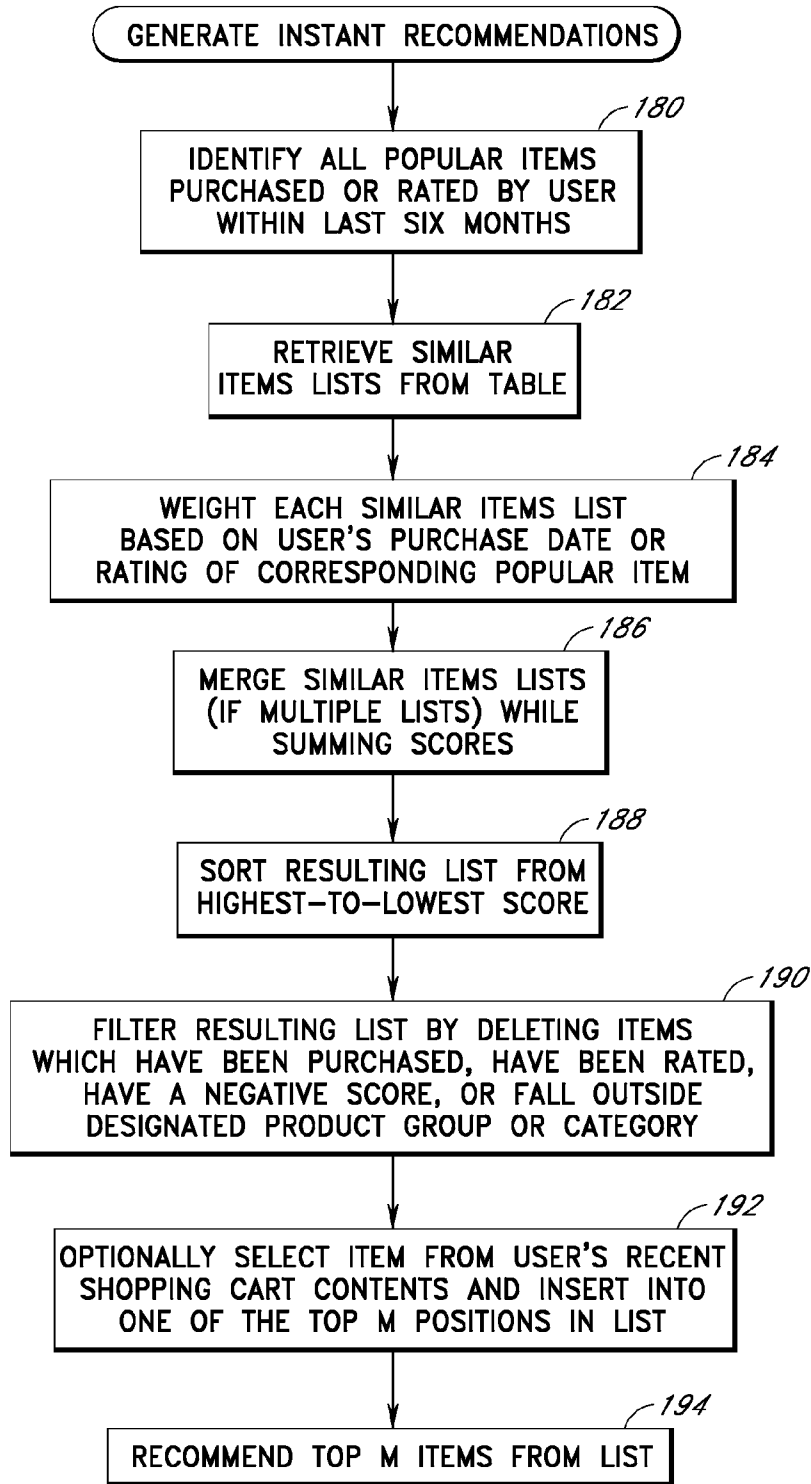 GENERATE INSTANT RECOMMENDATIONS
180
IDENTIFY ALL POPULAR ITEMS
PURCHASED OR RATED BY USER
WITHIN LAST SIX MONTHS
182
RETRIEVE SIMILAR
ITEMS LISTS FROM TABLE
184
WEIGHT EACH SIMILAR ITEMS LIST
BASED ON USER'S PURCHASE DATE OR
RATING OF CORRESPONDING POPULAR ITEM
186
MERGE SIMILAR ITEMS LISTS
(IF MULTIPLE LISTS) WHILE
SUMMING SCORES
188
SORT RESULTING LIST FROM
HIGHEST-TO-LOWEST SCORE
190
FILTER RESULTING LIST BY DELETING ITEMS
WHICH HAVE BEEN PURCHASED, HAVE BEEN RATED,
HAVE A NEGATIVE SCORE, OR FALL OUTSIDE
DESIGNATED PRODUCT GROUP OR CATEGORY
192
OPTIONALLY SELECT ITEM FROM USER'S RECENT
SHOPPING CART CONTENTS AND INSERT INTO
ONE OF THE TOP M POSITIONS IN LIST
194
RECOMMEND TOP M ITEMS FROM LIST